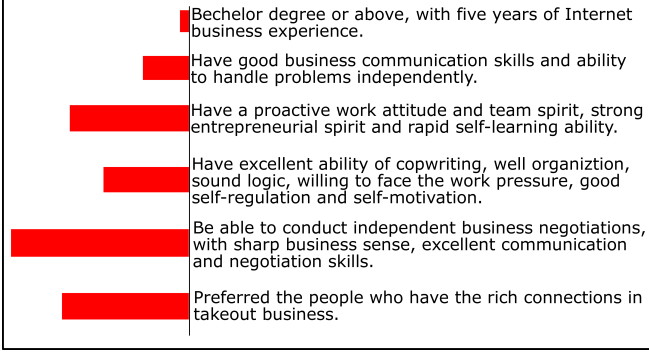 Bechelor degree or above, with five years of Internet
business experience.
Have good business communication skills and ability
to handle problems independently.
Have a proactive work attitude and team spirit, strong
entrepreneurial spirit and rapid self-learning ability.
Have excellent ability of copwriting, well organiztion,
sound logic, willing to face the work pressure, good
self-regulation and self-motivation.
Be able to conduct independent business negotiations,
with sharp business sense, excellent communication
and negotiation skills.
Preferred the people who have the rich connections in
takeout business.